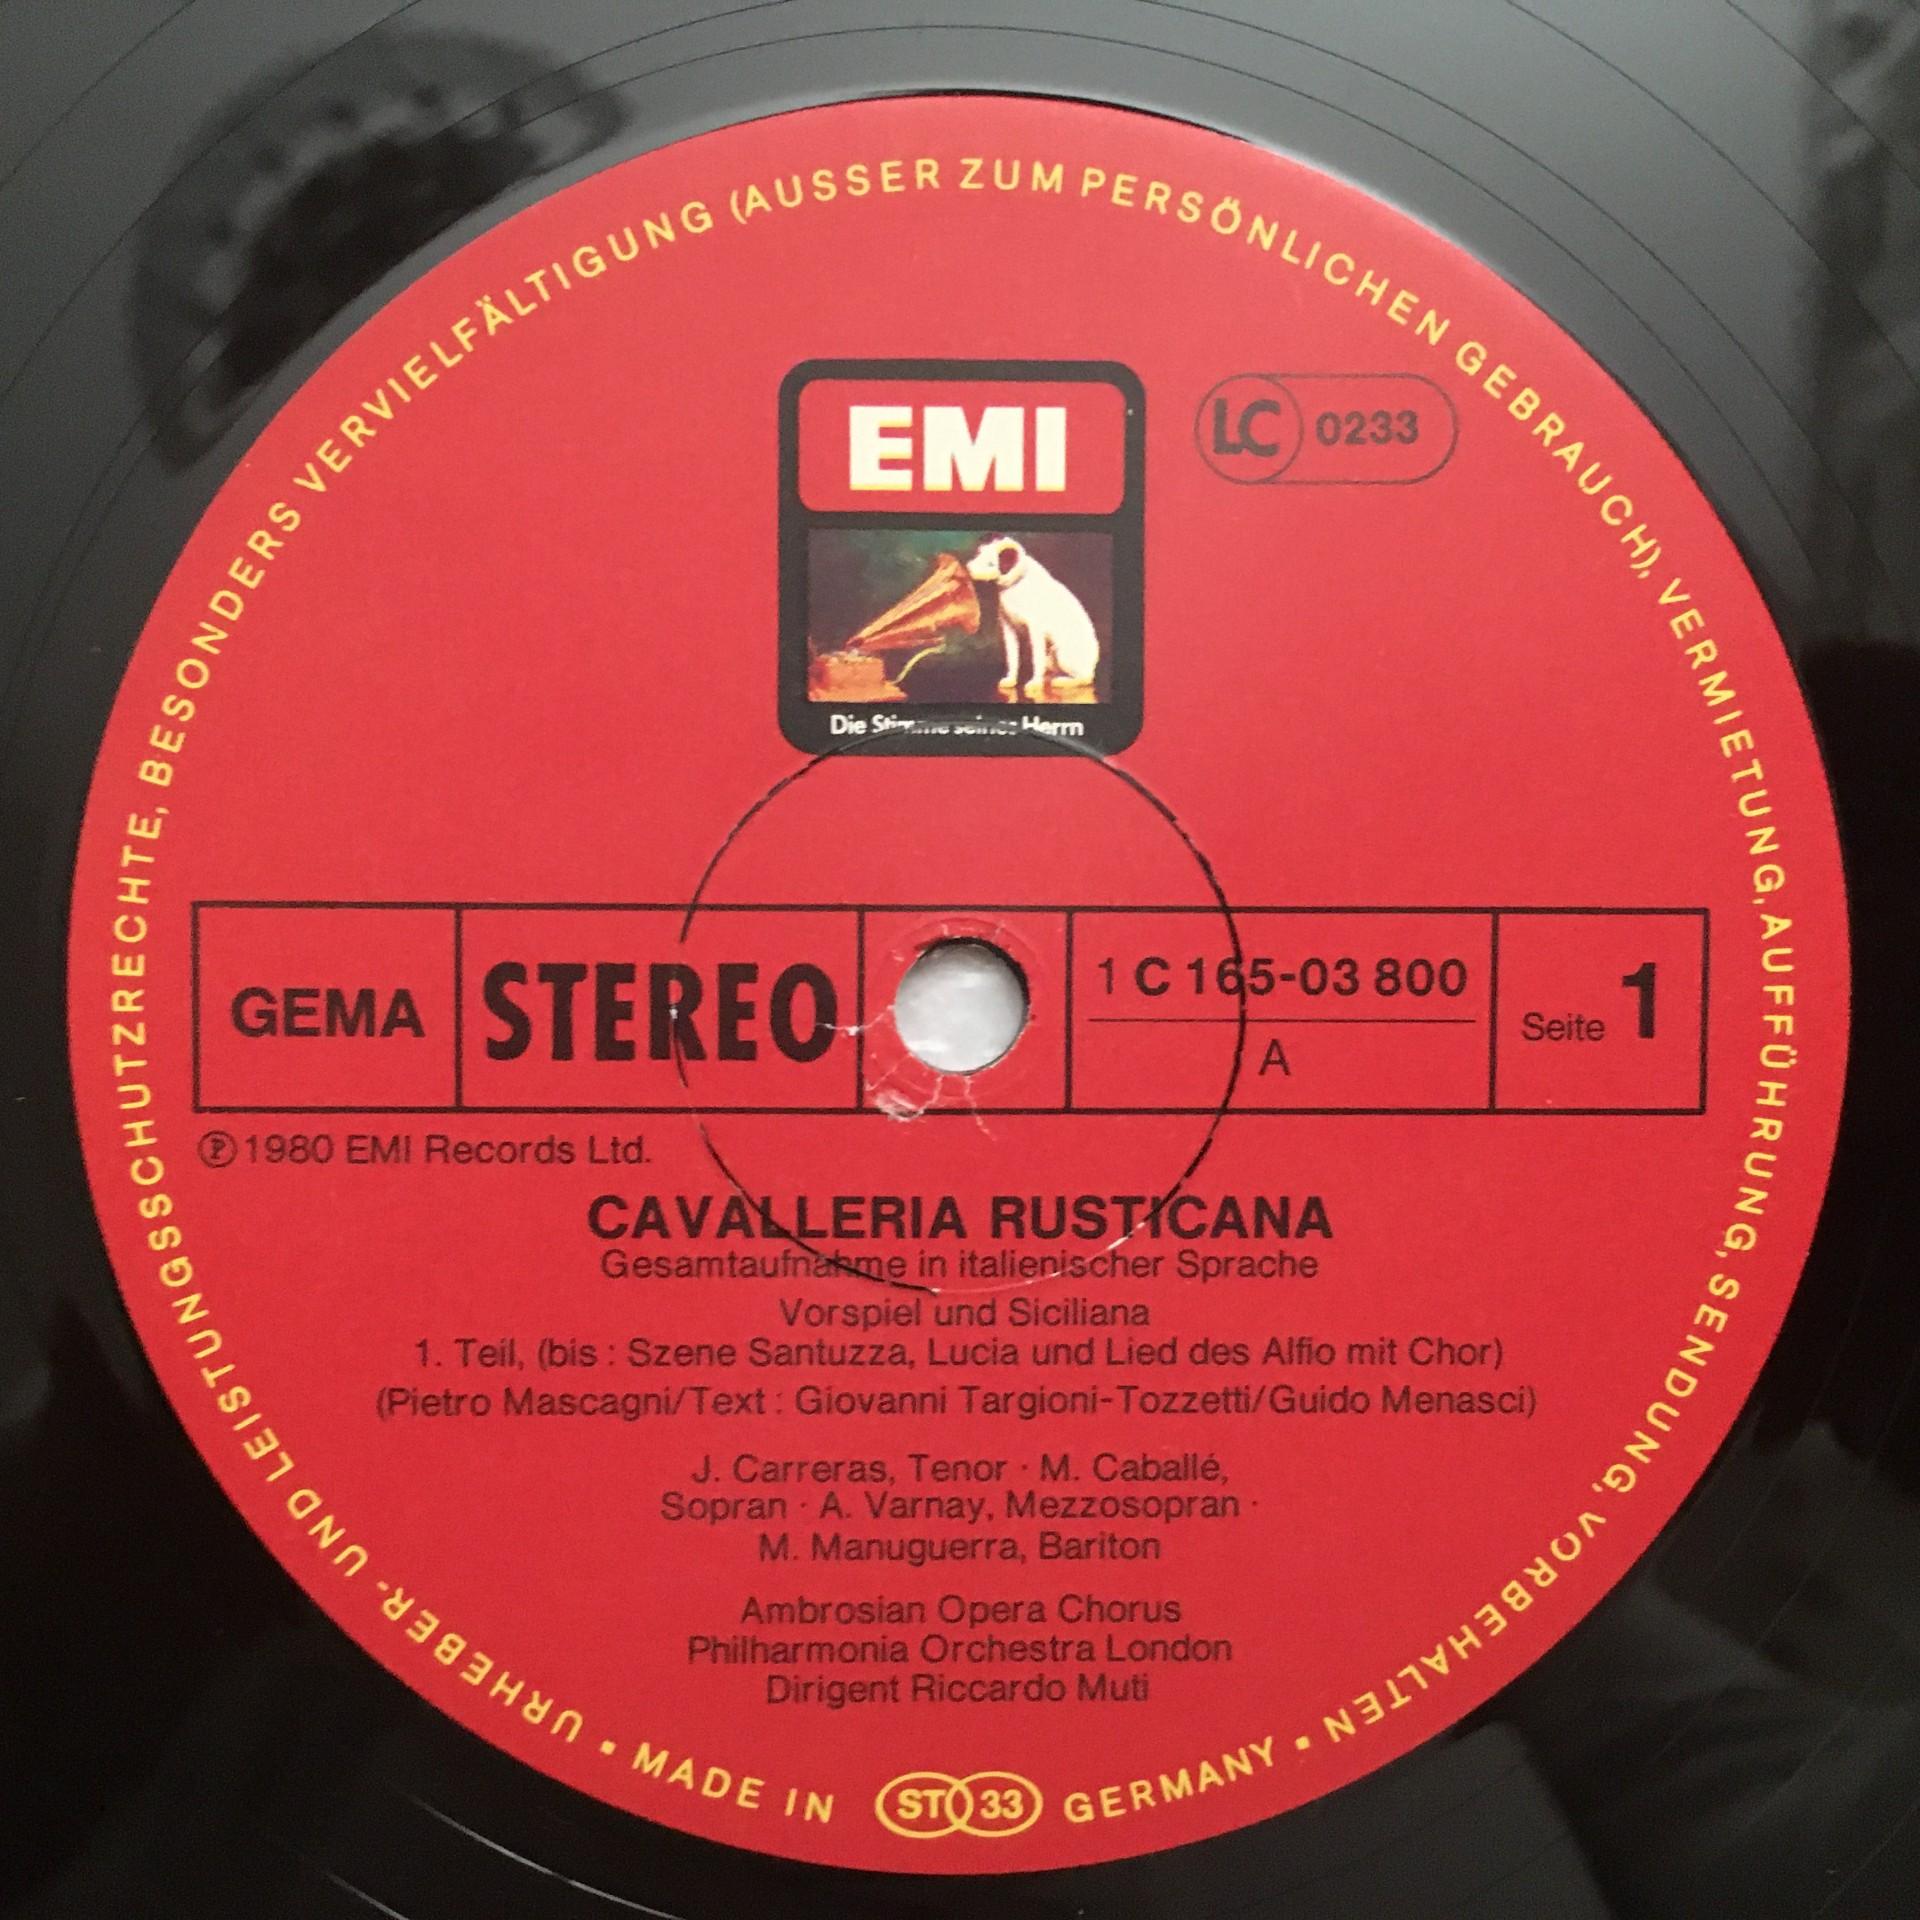 URHEBER- UND LEISTUNGSSCHUTZRECHTE, BESONDERS VERVIELFÄLTIGUNG (AUSSER ZUM PERSÖNLICHEN GEBRAUCH), VERMIETUNG, AUFFÜHRUNG, SENDUNG, VORBEHALTEN •
EMI
LC 0233
Die Stimme seines Herrn
GEMA
STEREO
1 C 165-03 800
A
Seite 1
℗ 1980 EMI Records Ltd.
CAVALLERIA RUSTICANA
Gesamtaufnahme in italienischer Sprache
Vorspiel und Siciliana
1. Teil, (bis : Szene Santuzza, Lucia und Lied des Alfio mit Chor)
(Pietro Mascagni/Text : Giovanni Targioni-Tozzetti/Guido Menasci)
J. Carreras, Tenor · M. Caballé,
Sopran · A. Varnay, Mezzosopran ·
M. Manuguerra, Bariton
Ambrosian Opera Chorus
Philharmonia Orchestra London
Dirigent Riccardo Muti
• MADE IN ST 33 GERMANY